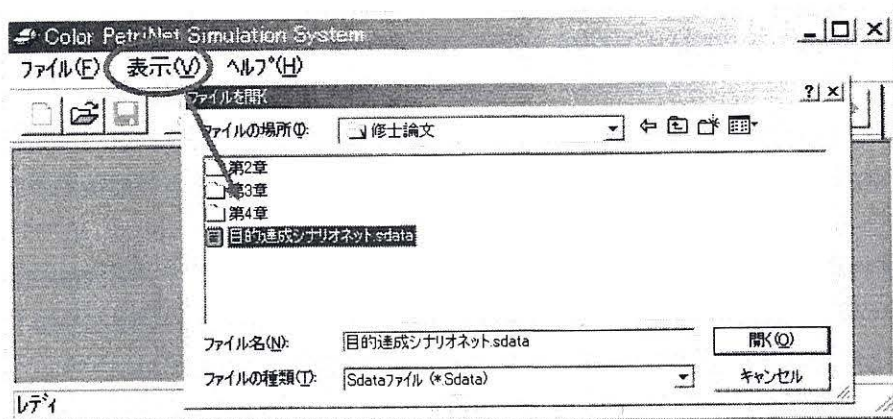 Color PetriNet Simulation System
ファイル(F) 表示(V) ヘルプ(H)
ファイルを開く
ファイルの場所(I): 修士論文
第2章
第3章
第4章
目的達成シナリオネット.sdata
ファイル名(N): 目的達成シナリオネット.sdata 開く(O)
ファイルの種類(T): Sdataファイル (*.Sdata) キャンセル
レディ